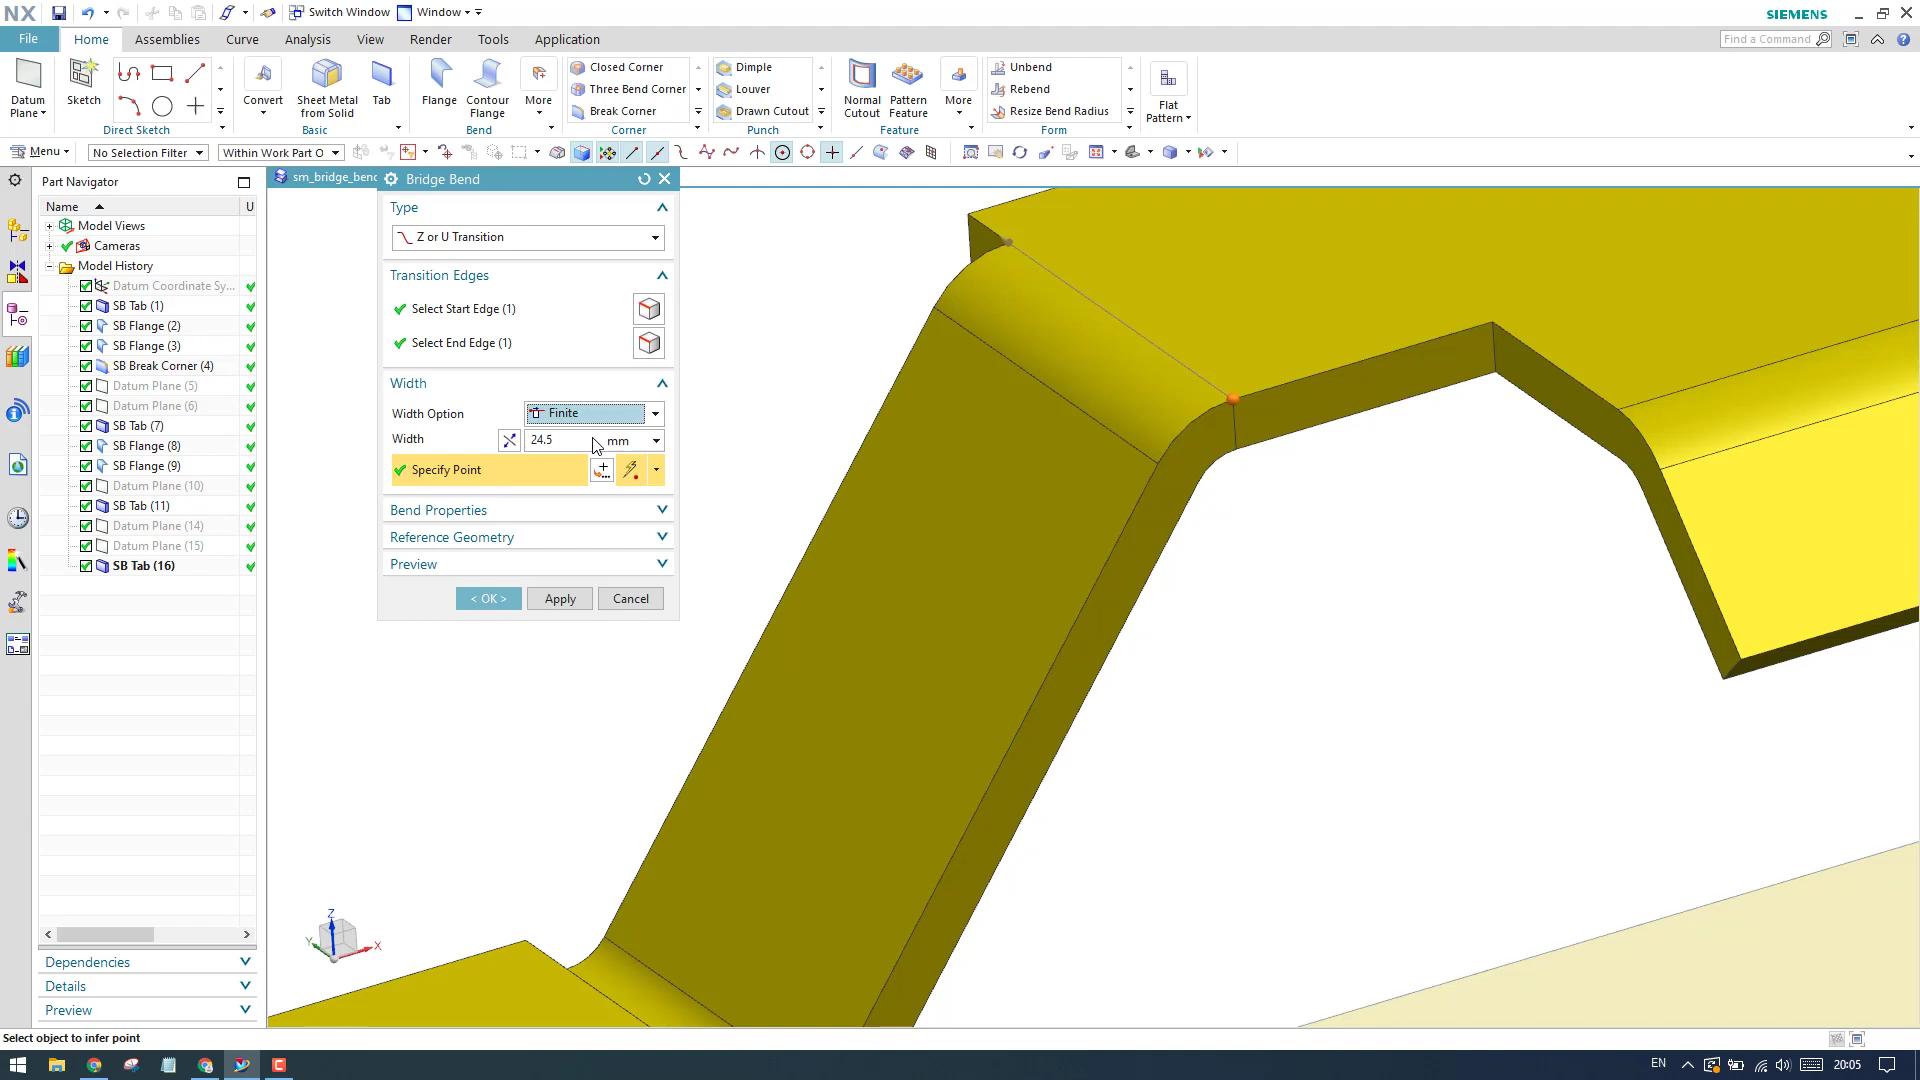 NX
Switch Window
Window
SIEMENS
File
Home
Assemblies
Curve
Analysis
View
Render
Tools
Application
Find a Command
Datum
Plane
Sketch
Direct Sketch
Convert
Sheet Metal
from Solid
Tab
Basic
Flange
Contour
Flange
More
Bend
Closed Corner
Three Bend Corner
Break Corner
Corner
Dimple
Louver
Drawn Cutout
Punch
Normal
Cutout
Pattern
Feature
More
Feature
Unbend
Rebend
Resize Bend Radius
Form
Flat
Pattern
Menu
No Selection Filter
Within Work Part O
Part Navigator
Name
U
Model Views
Cameras
Model History
Datum Coordinate Sy...
SB Tab (1)
SB Flange (2)
SB Flange (3)
SB Break Corner (4)
Datum Plane (5)
Datum Plane (6)
SB Tab (7)
SB Flange (8)
SB Flange (9)
Datum Plane (10)
SB Tab (11)
Datum Plane (14)
Datum Plane (15)
SB Tab (16)
Dependencies
Details
Preview
sm_bridge_bend
Bridge Bend
Type
Z or U Transition
Transition Edges
Select Start Edge (1)
Select End Edge (1)
Width
Width Option
Finite
Width
24.5
mm
Specify Point
Bend Properties
Reference Geometry
Preview
< OK >
Apply
Cancel
Z
Y
X
Select object to infer point
EN
20:05